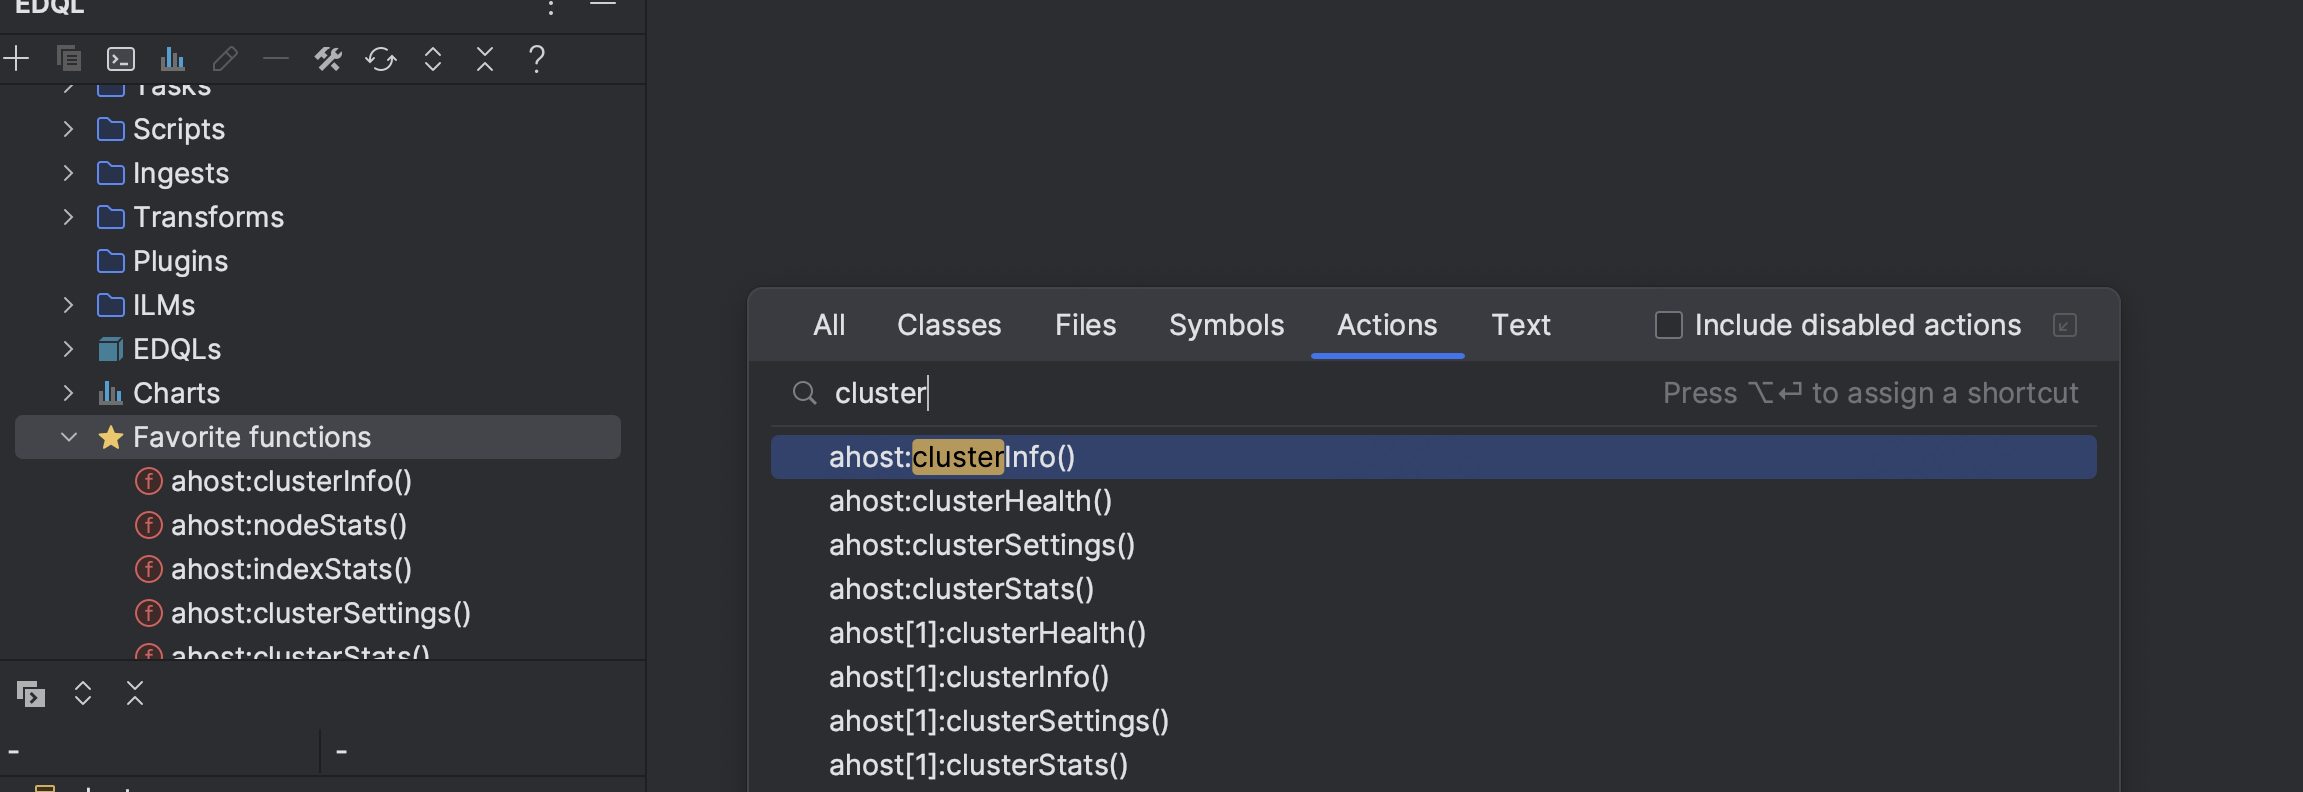 EDQL
Tasks
Scripts
Ingests
Transforms
Plugins
ILMs
EDQLs
Charts
Favorite functions
ahost:clusterInfo()
ahost:nodeStats()
ahost:indexStats()
ahost:clusterSettings()
ahost:clusterStats()
-
-
All Classes Files Symbols Actions Text Include disabled actions
cluster Press ⌥↵ to assign a shortcut
ahost:clusterInfo()
ahost:clusterHealth()
ahost:clusterSettings()
ahost:clusterStats()
ahost[1]:clusterHealth()
ahost[1]:clusterInfo()
ahost[1]:clusterSettings()
ahost[1]:clusterStats()